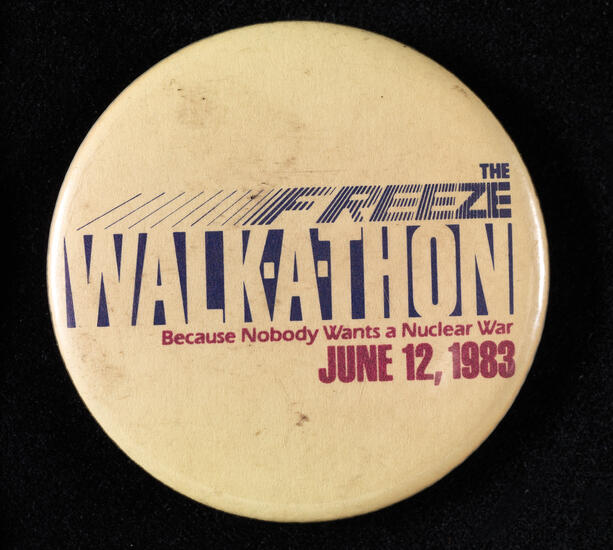 THE
FREEZE
WALK·A·THON
Because Nobody Wants a Nuclear War
JUNE 12, 1983